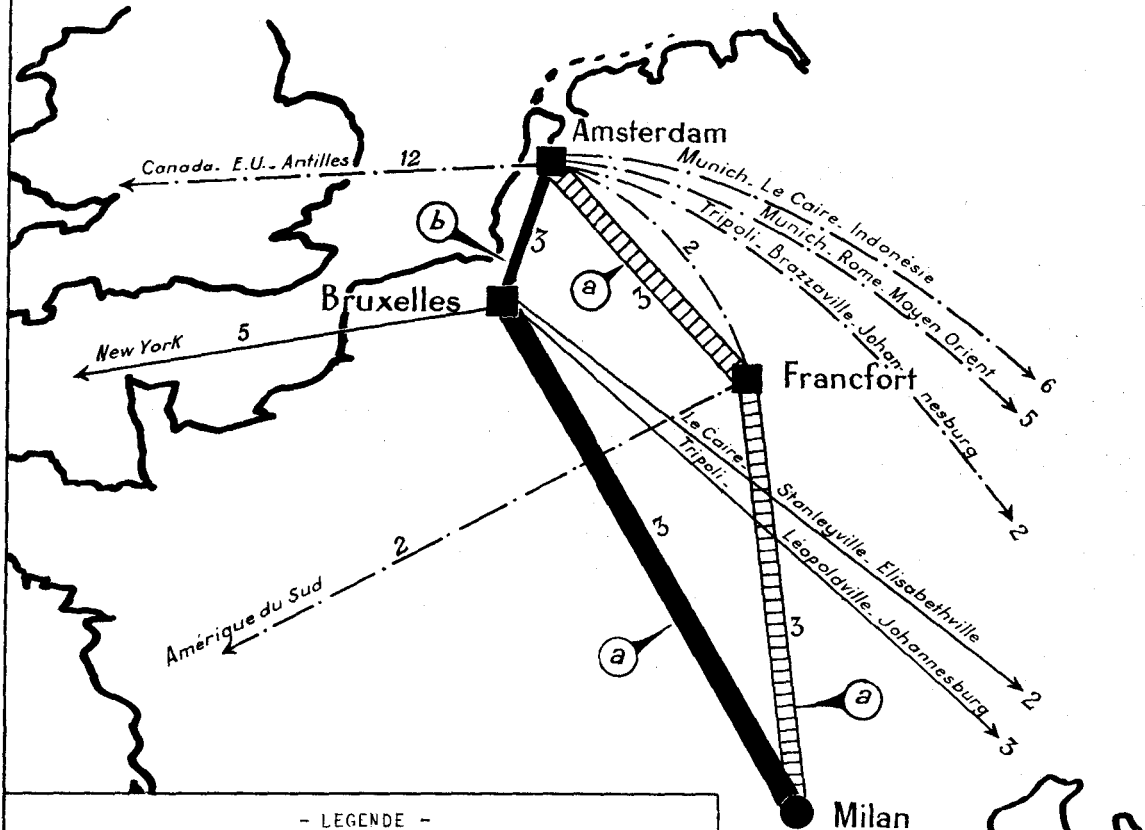 Amsterdam
Canada. E.U. Antilles
12
Munich. Le Caire. Indonésie
6
Munich. Rome. Moyen Orient
5
Tripoli. Brazzaville. Johannesburg
2
b
3
2
a
3
Bruxelles
New York
5
Francfort
Le Caire. Stanleyville. Elisabethville
2
Tripoli. Léopoldville. Johannesburg
3
Amérique du Sud
2
3
a
3
a
Milan
- LEGENDE -